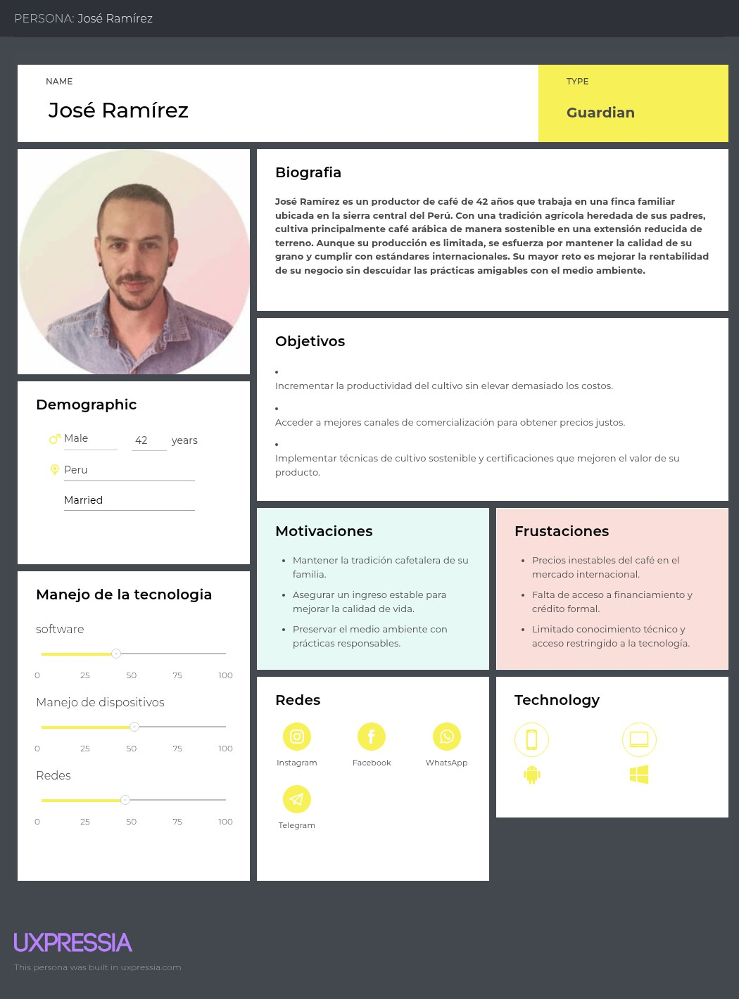 PERSONA: José Ramírez
NAME
José Ramírez
TYPE
Guardian
Biografia
José Ramírez es un productor de café de 42 años que trabaja en una finca familiar
ubicada en la sierra central del Perú. Con una tradición agrícola heredada de sus padres,
cultiva principalmente café arábica de manera sostenible en una extensión reducida de
terreno. Aunque su producción es limitada, se esfuerza por mantener la calidad de su
grano y cumplir con estándares internacionales. Su mayor reto es mejorar la rentabilidad
de su negocio sin descuidar las prácticas amigables con el medio ambiente.
Objetivos
•
Incrementar la productividad del cultivo sin elevar demasiado los costos.
•
Acceder a mejores canales de comercialización para obtener precios justos.
•
Implementar técnicas de cultivo sostenible y certificaciones que mejoren el valor de su
producto.
Demographic
Male 42 years
Peru
Married
Motivaciones
• Mantener la tradición cafetalera de su
familia.
• Asegurar un ingreso estable para
mejorar la calidad de vida.
• Preservar el medio ambiente con
prácticas responsables.
Frustaciones
• Precios inestables del café en el
mercado internacional.
• Falta de acceso a financiamiento y
crédito formal.
• Limitado conocimiento técnico y
acceso restringido a la tecnología.
Manejo de la tecnologia
software
0 25 50 75 100
Manejo de dispositivos
0 25 50 75 100
Redes
0 25 50 75 100
Redes
Instagram Facebook WhatsApp
Telegram
Technology
UXPRESSIA
This persona was built in uxpressia.com